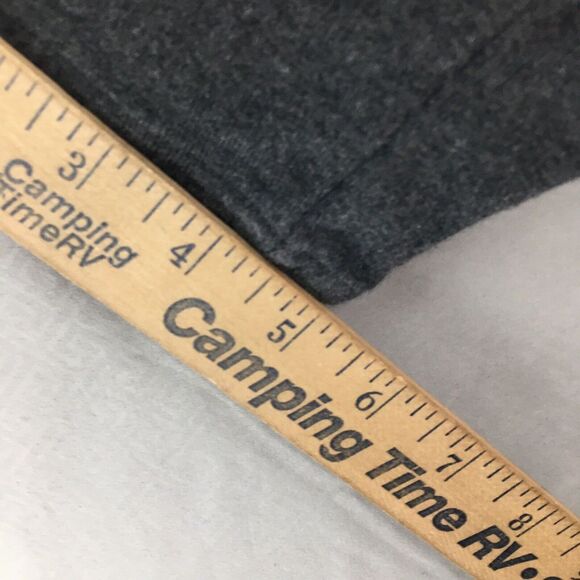 3 4 5 6 7 8
Camping
TimeRV
Camping Time RV.